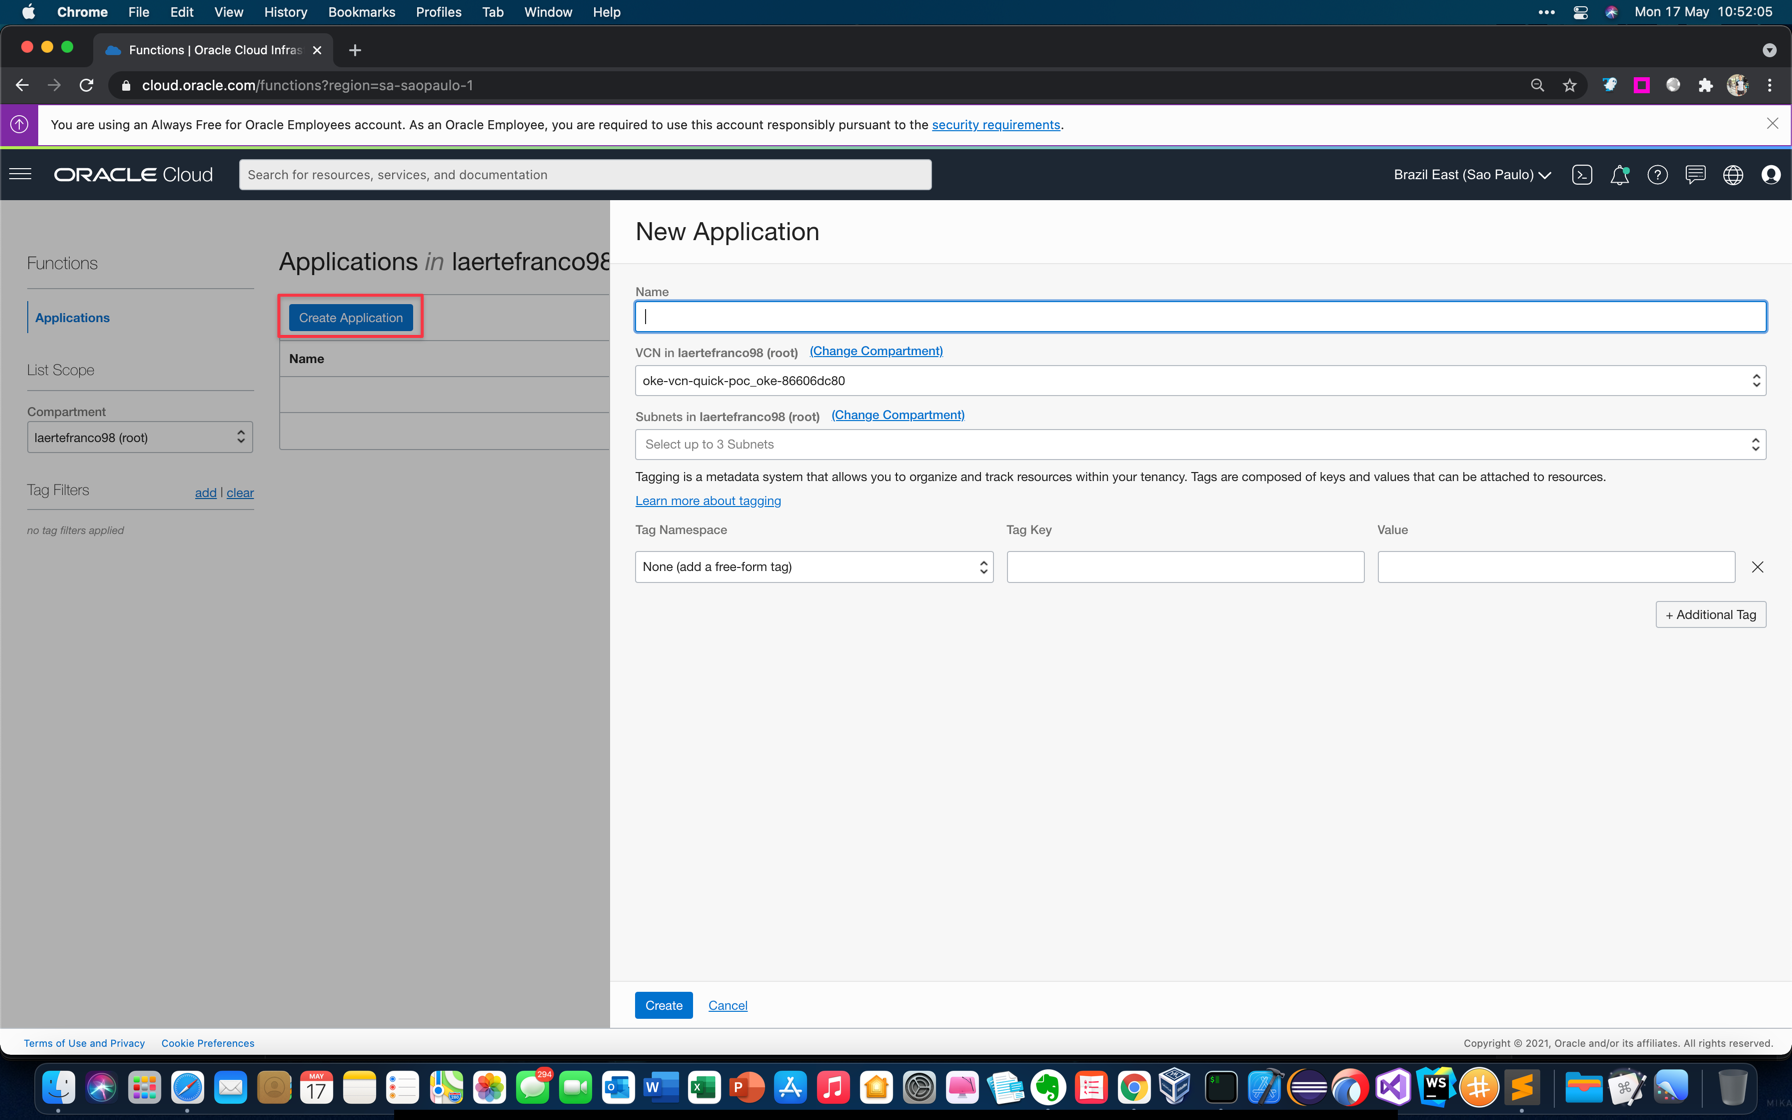 Chrome File Edit View History Bookmarks Profiles Tab Window Help
Mon 17 May 10:52:05
Functions | Oracle Cloud Infras
cloud.oracle.com/functions?region=sa-saopaulo-1
You are using an Always Free for Oracle Employees account. As an Oracle Employee, you are required to use this account responsibly pursuant to the security requirements.
ORACLE Cloud
Search for resources, services, and documentation
Brazil East (Sao Paulo)
Functions
Applications
List Scope
Compartment
laertefranco98 (root)
Tag Filters
add | clear
no tag filters applied
Applications in laertefranco98
Create Application
Name
New Application
Name
VCN in laertefranco98 (root) (Change Compartment)
oke-vcn-quick-poc_oke-86606dc80
Subnets in laertefranco98 (root) (Change Compartment)
Select up to 3 Subnets
Tagging is a metadata system that allows you to organize and track resources within your tenancy. Tags are composed of keys and values that can be attached to resources.
Learn more about tagging
Tag Namespace Tag Key Value
None (add a free-form tag)
+ Additional Tag
Create Cancel
Terms of Use and Privacy Cookie Preferences
Copyright © 2021, Oracle and/or its affiliates. All rights reserved.
MAY
17
294
W
X
P
$
WS